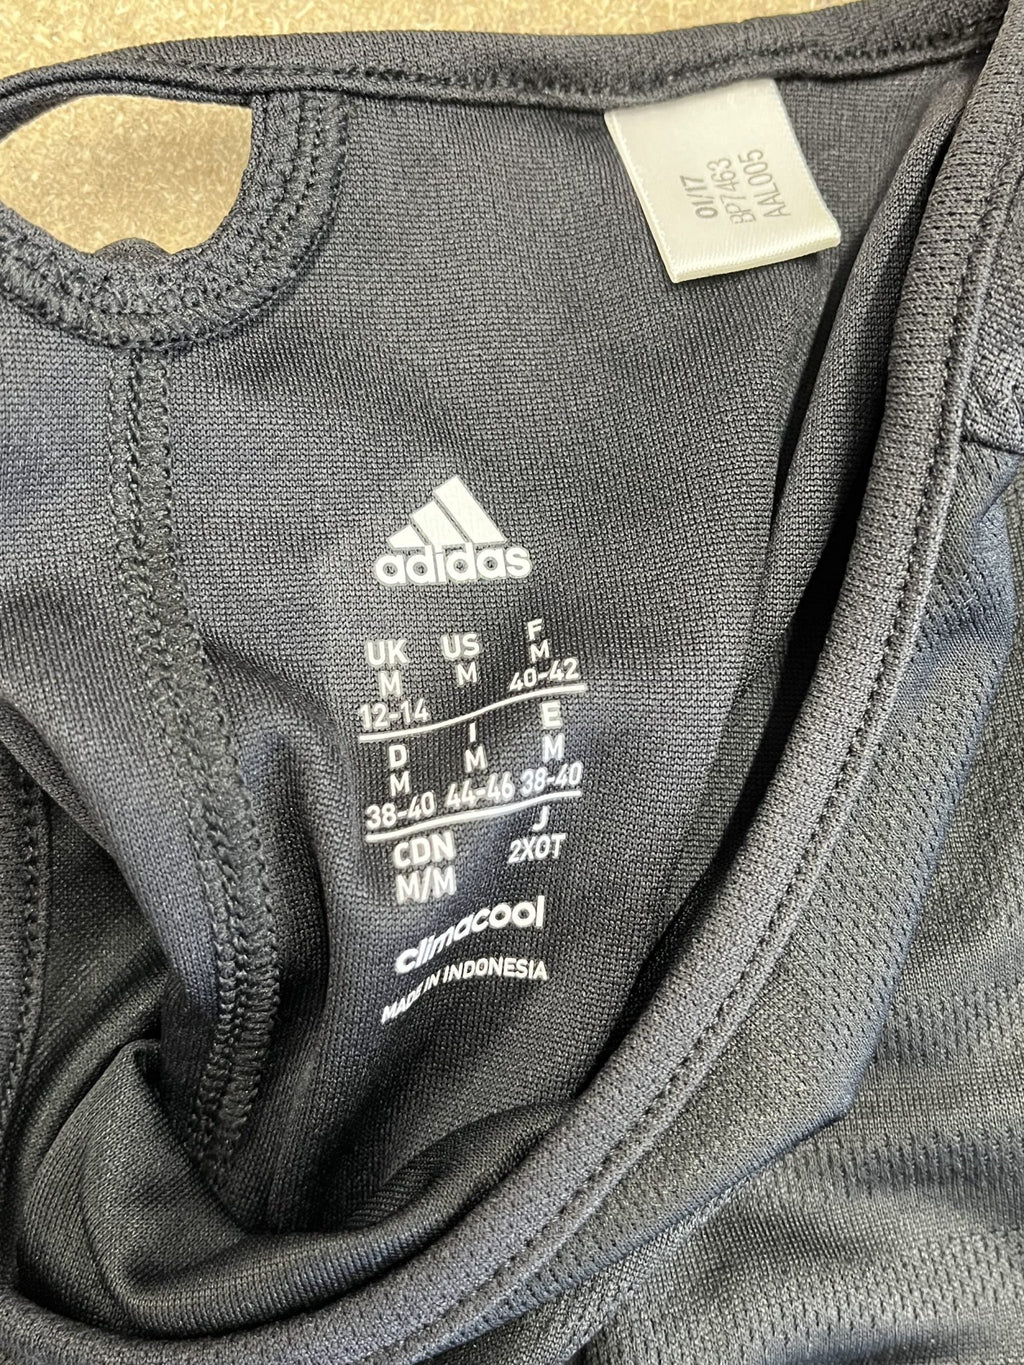 01/17
BP7463
AAL005
adidas
UK US F
M M M
12-14 40-42
D I E
M M M
38-40 44-46 38-40
CDN J
M/M 2XOT
climacool
MADE IN INDONESIA